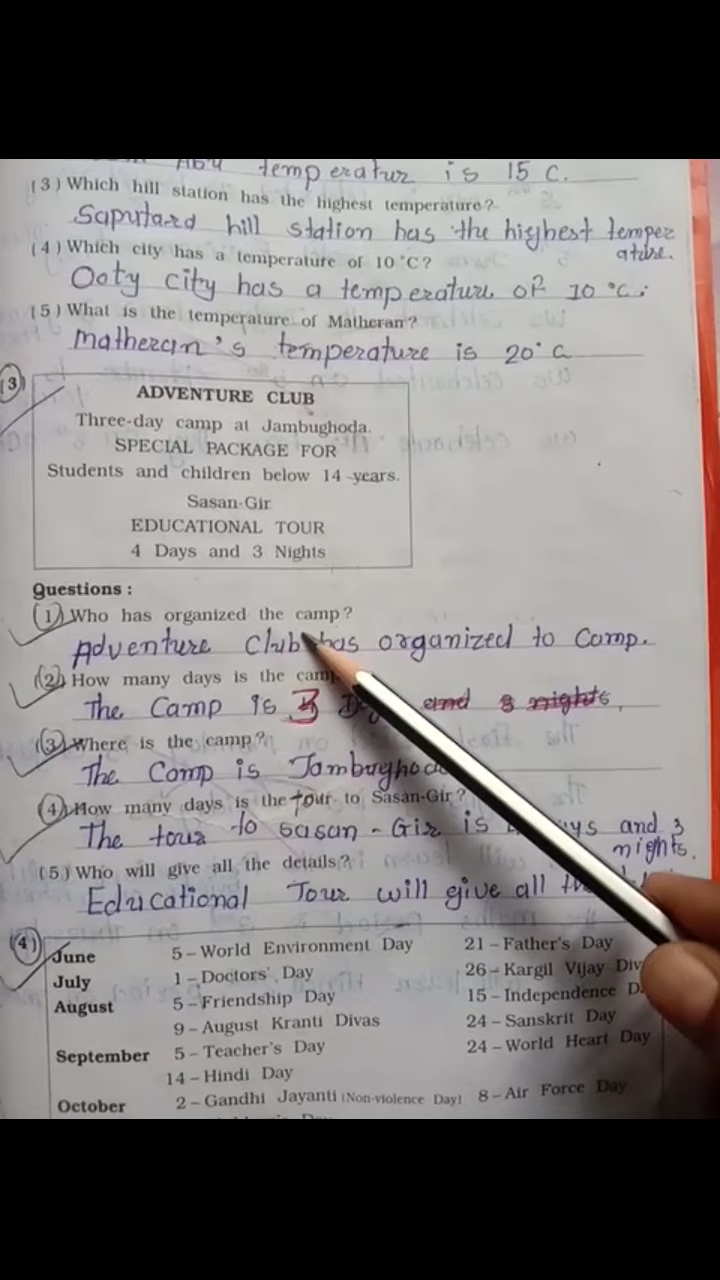 Abu temperatur is 15 C.
(3) Which hill station has the highest temperature?
Saputara hill station has the highest temper
ature.
(4) Which city has a temperature of 10 °C?
Ooty city has a temperature of 10 °C.
(5) What is the temperature of Matheran?
Matheran's temperature is 20° C
(3)
ADVENTURE CLUB
Three-day camp at Jambughoda.
SPECIAL PACKAGE FOR
Students and children below 14 years.
Sasan-Gir
EDUCATIONAL TOUR
4 Days and 3 Nights
Questions :
(1) Who has organized the camp?
Adventure Club has organized to Camp.
(2) How many days is the camp
The Camp is 3 and 3 nights,
(3) Where is the camp?
The Camp is Jambughoda
(4) How many days is the tour to Sasan-Gir?
The tour to sasan - Gir is and 3
nights.
(5) Who will give all the details?
Educational Tour will give all
(4)
June 5 – World Environment Day 21 – Father's Day
July 1 – Doctors' Day 26 – Kargil Vijay Div
August 5 – Friendship Day 15 – Independence D
9 – August Kranti Divas 24 – Sanskrit Day
September 5 – Teacher's Day 24 – World Heart Day
14 – Hindi Day
October 2 – Gandhi Jayanti (Non-violence Day) 8 – Air Force Day